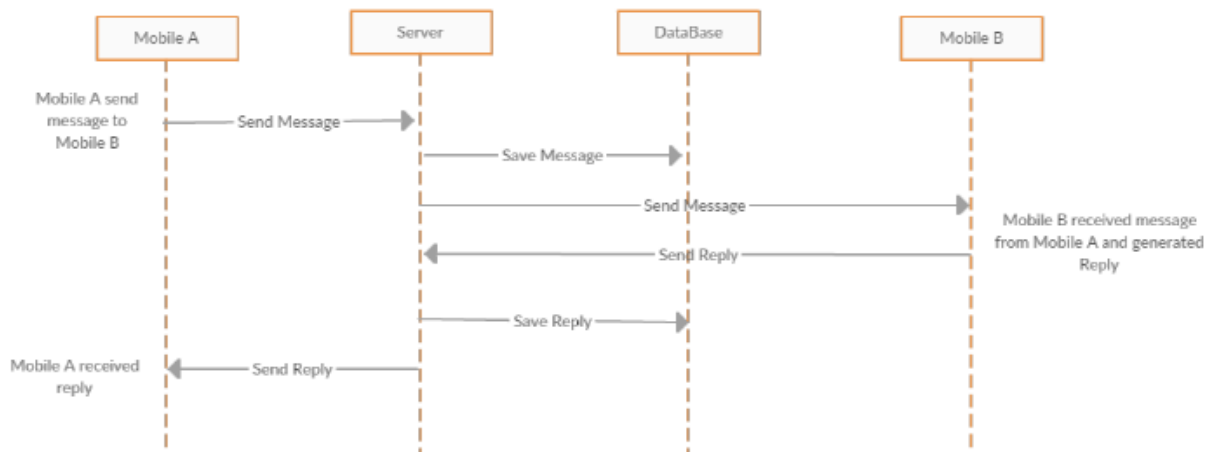 Mobile A
Server
DataBase
Mobile B
Mobile A send
message to
Mobile B
Send Message
Save Message
Send Message
Mobile B received message
from Mobile A and generated
Reply
Send Reply
Save Reply
Mobile A received
reply
Send Reply